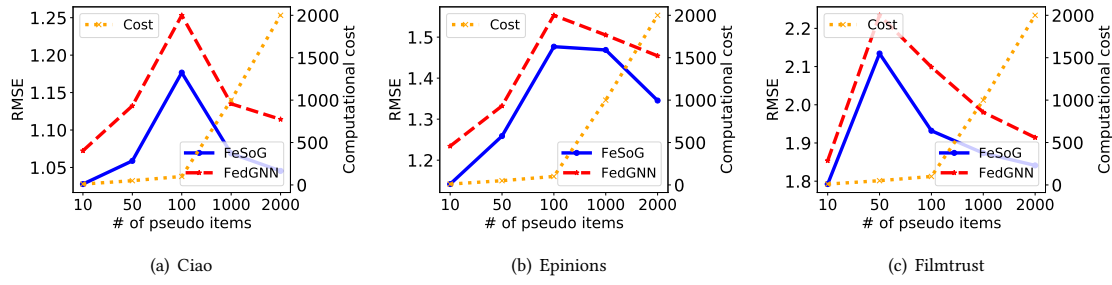 Cost
1.25
1.20
1.15
1.10
1.05
RMSE
2000
1500
1000
500
0
Computational cost
FeSoG
FedGNN
10 50 100 1000 2000
# of pseudo items
(a) Ciao
Cost
1.5
1.4
1.3
1.2
RMSE
2000
1500
1000
500
0
Computational cost
FeSoG
FedGNN
10 50 100 1000 2000
# of pseudo items
(b) Epinions
Cost
2.2
2.1
2.0
1.9
1.8
RMSE
2000
1500
1000
500
0
Computational cost
FeSoG
FedGNN
10 50 100 1000 2000
# of pseudo items
(c) Filmtrust